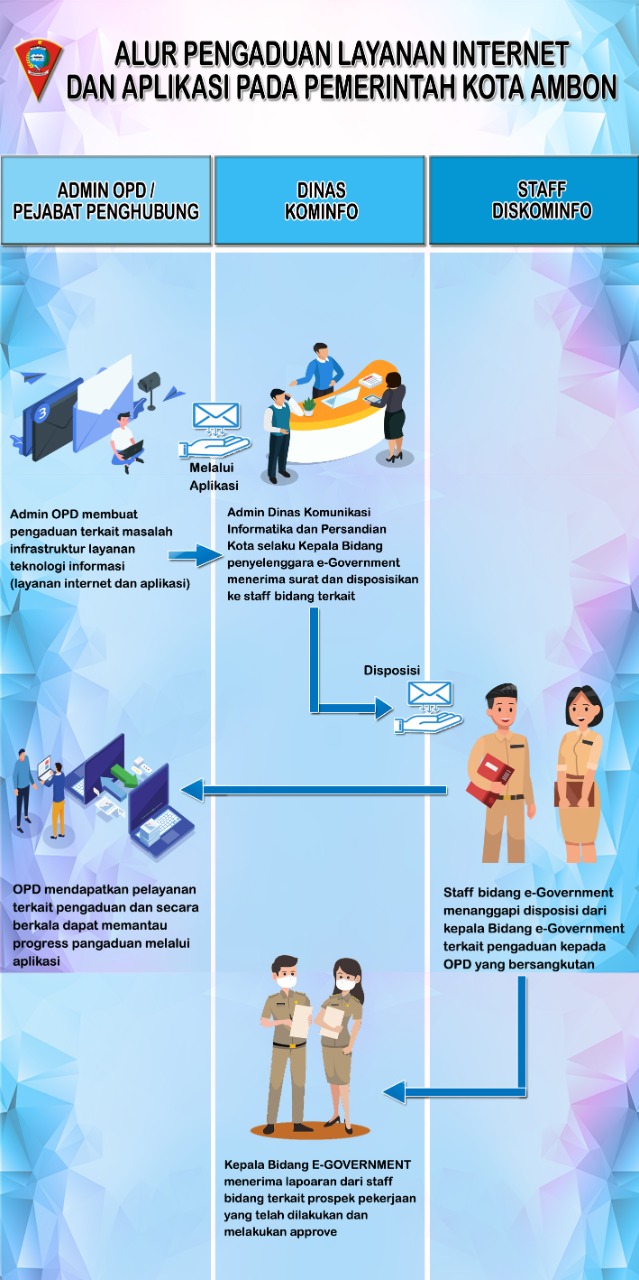 ALUR PENGADUAN LAYANAN INTERNET
DAN APLIKASI PADA PEMERINTAH KOTA AMBON
ADMIN OPD /
PEJABAT PENGHUBUNG
DINAS
KOMINFO
STAFF
DISKOMINFO
3
Melalui
Aplikasi
Admin OPD membuat
pengaduan terkait masalah
infrastruktur layanan
teknologi informasi
(layanan internet dan aplikasi)
Admin Dinas Komunikasi
Informatika dan Persandian
Kota selaku Kepala Bidang
penyelenggara e-Government
menerima surat dan disposisikan
ke staff bidang terkait
Disposisi
OPD mendapatkan pelayanan
terkait pengaduan dan secara
berkala dapat memantau
progress pangaduan melalui
aplikasi
Staff bidang e-Government
menanggapi disposisi dari
kepala Bidang e-Government
terkait pengaduan kepada
OPD yang bersangkutan
Kepala Bidang E-GOVERNMENT
menerima lapoaran dari staff
bidang terkait prospek pekerjaan
yang telah dilakukan dan
melakukan approve